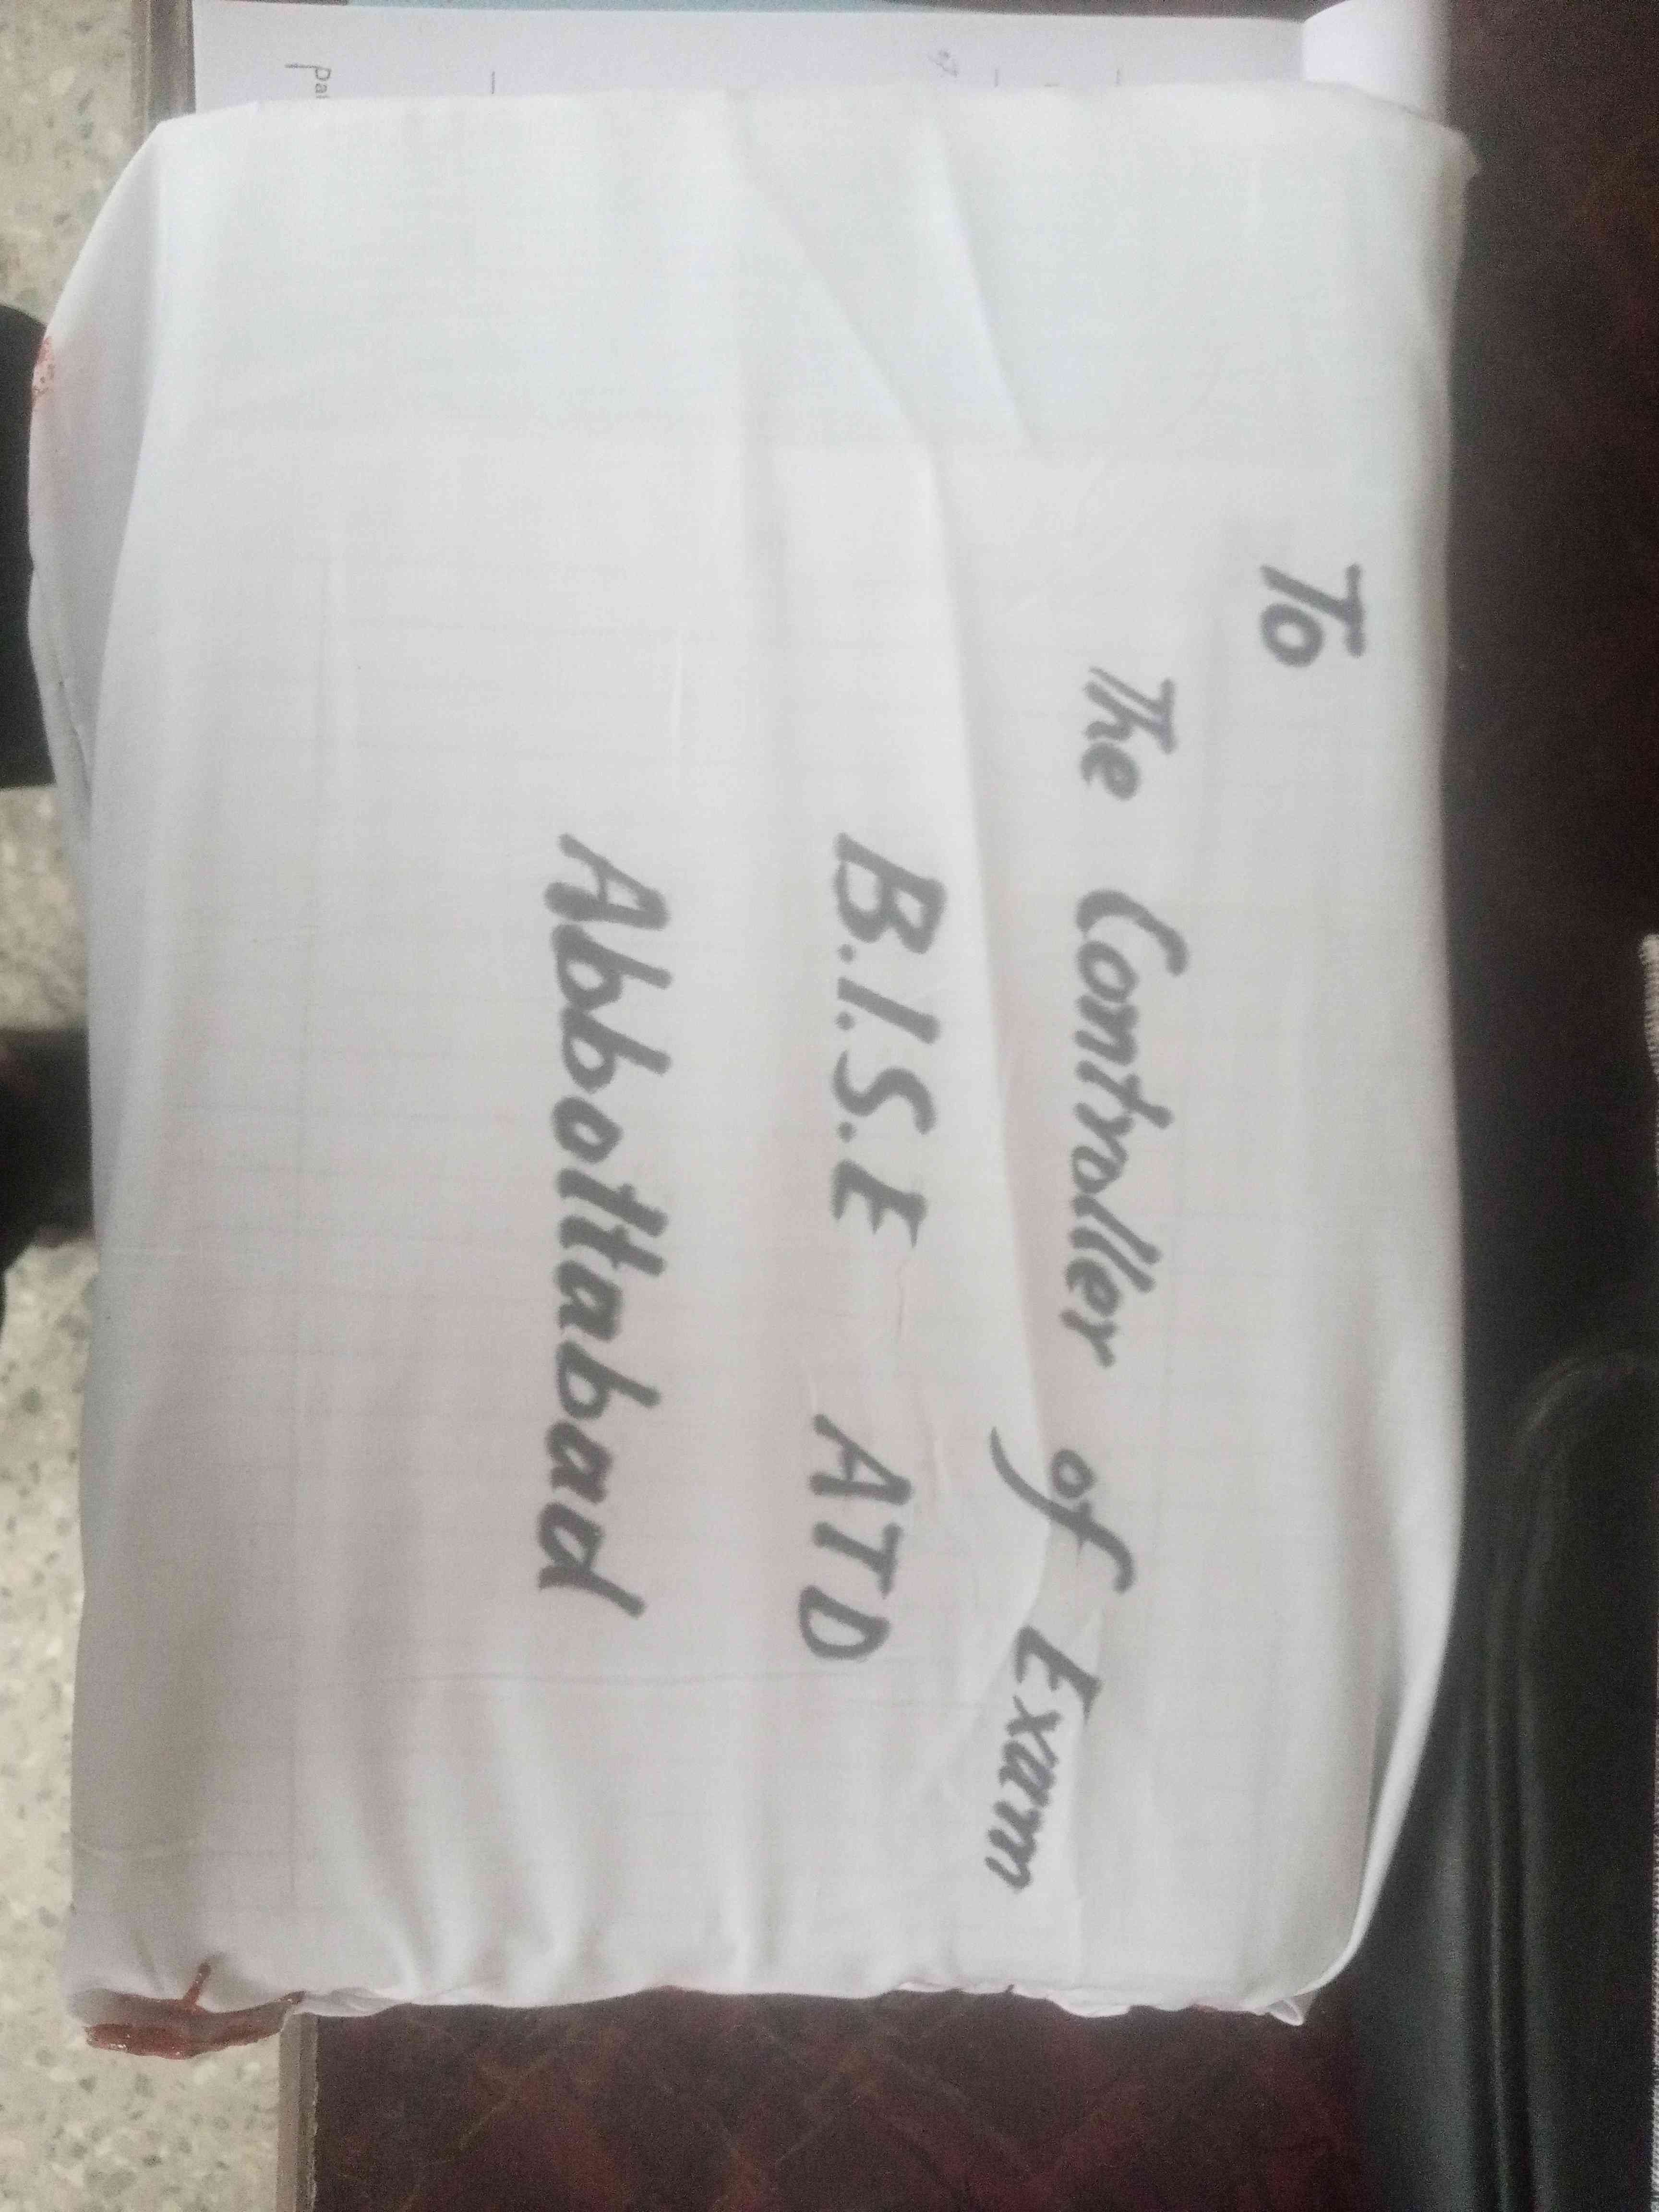 To
The Controller of Exam
B.I.S.E ATD
Abbottabad